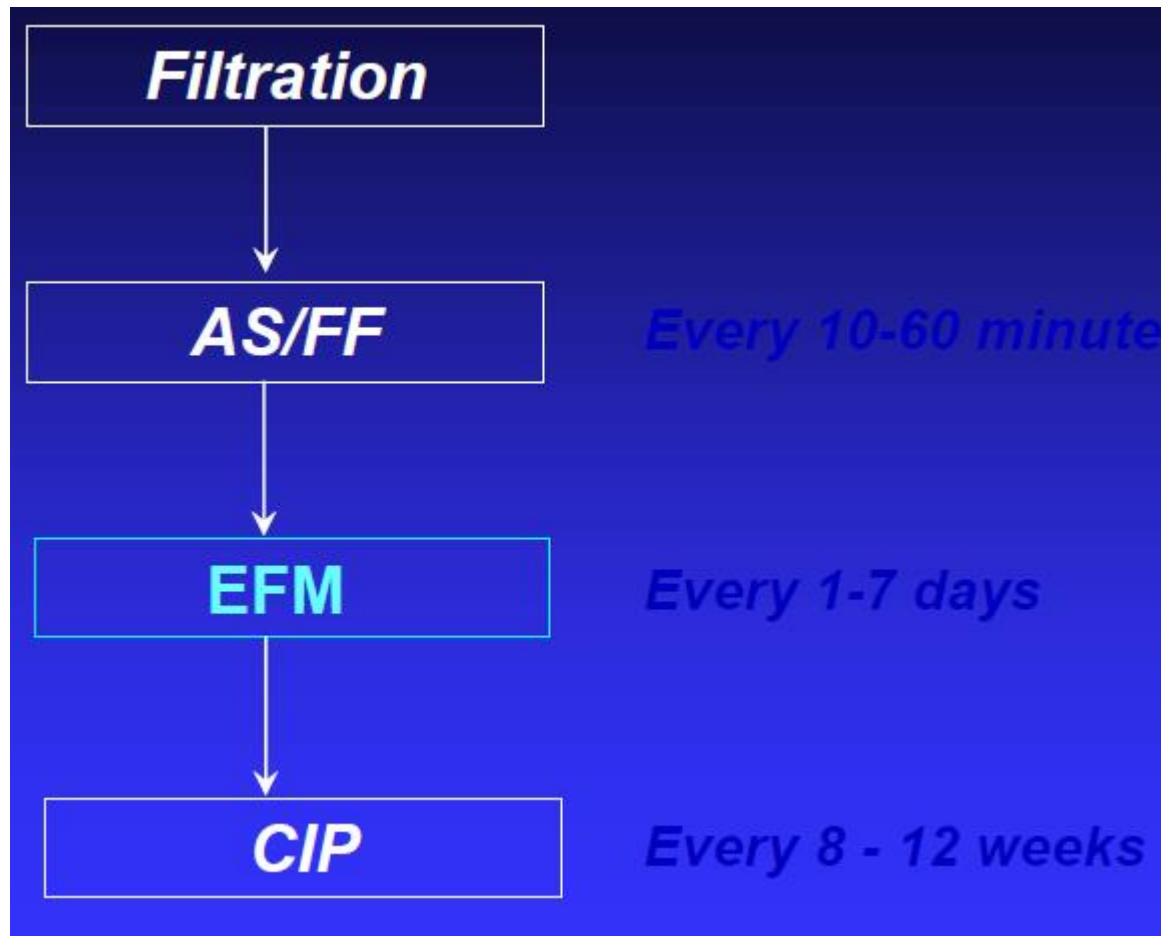 Filtration
AS/FF Every 10-60 minute
EFM Every 1-7 days
CIP Every 8 - 12 weeks